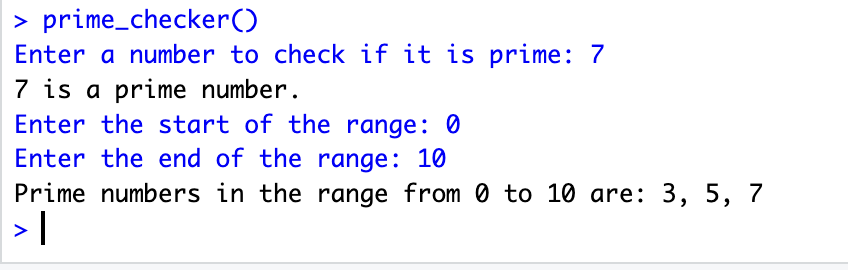 > prime_checker()
Enter a number to check if it is prime: 7
7 is a prime number.
Enter the start of the range: 0
Enter the end of the range: 10
Prime numbers in the range from 0 to 10 are: 3, 5, 7
>